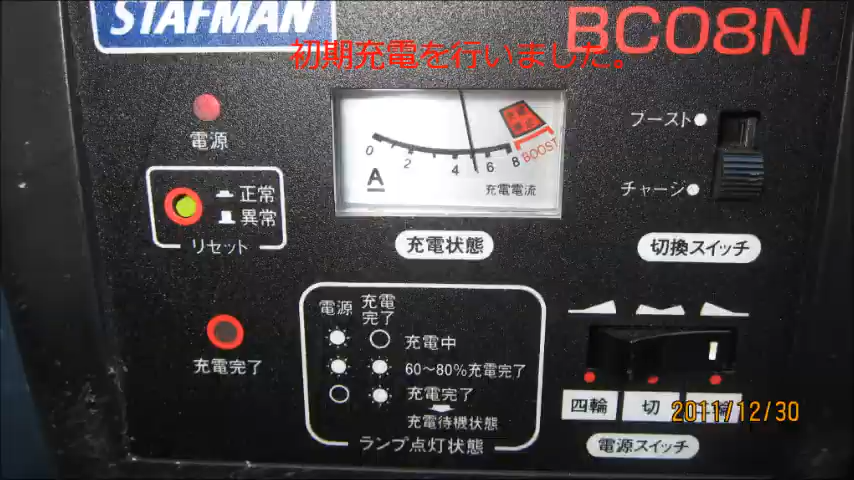 STAFMAN
BC08N
初期充電を行いました。
電源
正常
異常
リセット
0 2 4 6 8 BOOST
A
充電電流
充電状態
ブースト
チャージ
切換スイッチ
充電完了
電源 充電完了
充電中
60～80%充電完了
充電完了
充電待機状態
ランプ点灯状態
四輪 切
電源スイッチ
2011/12/30